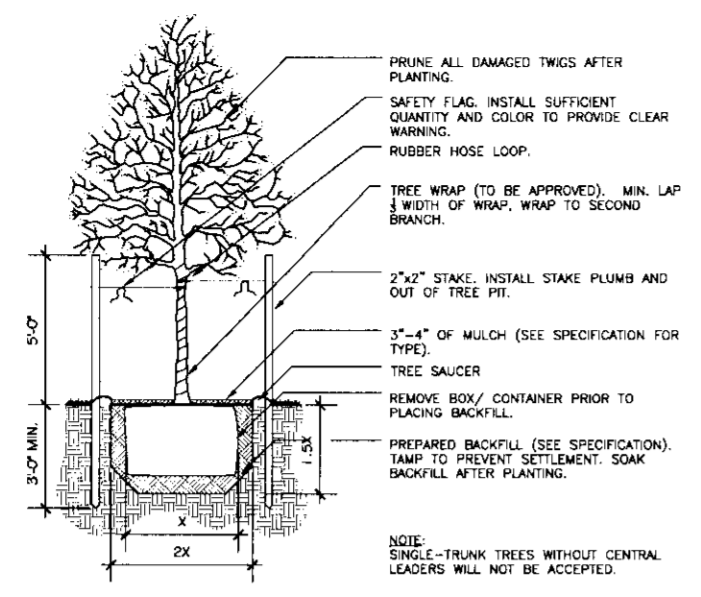 PRUNE ALL DAMAGED TWIGS AFTER
PLANTING.
SAFETY FLAG. INSTALL SUFFICIENT
QUANTITY AND COLOR TO PROVIDE CLEAR
WARNING.
RUBBER HOSE LOOP.
TREE WRAP (TO BE APPROVED). MIN. LAP
WIDTH OF WRAP, WRAP TO SECOND
BRANCH.
2"x2" STAKE. INSTALL STAKE PLUMB AND
OUT OF TREE PIT.
3"-4" OF MULCH (SEE SPECIFICATION FOR
TYPE).
TREE SAUCER
REMOVE BOX/ CONTAINER PRIOR TO
PLACING BACKFILL.
PREPARED BACKFILL (SEE SPECIFICATION).
TAMP TO PREVENT SETTLEMENT. SOAK
BACKFILL AFTER PLANTING.
NOTE:
SINGLE-TRUNK TREES WITHOUT CENTRAL
LEADERS WILL NOT BE ACCEPTED.
5'-0"
3'-0" MIN.
1.5X
X
2X